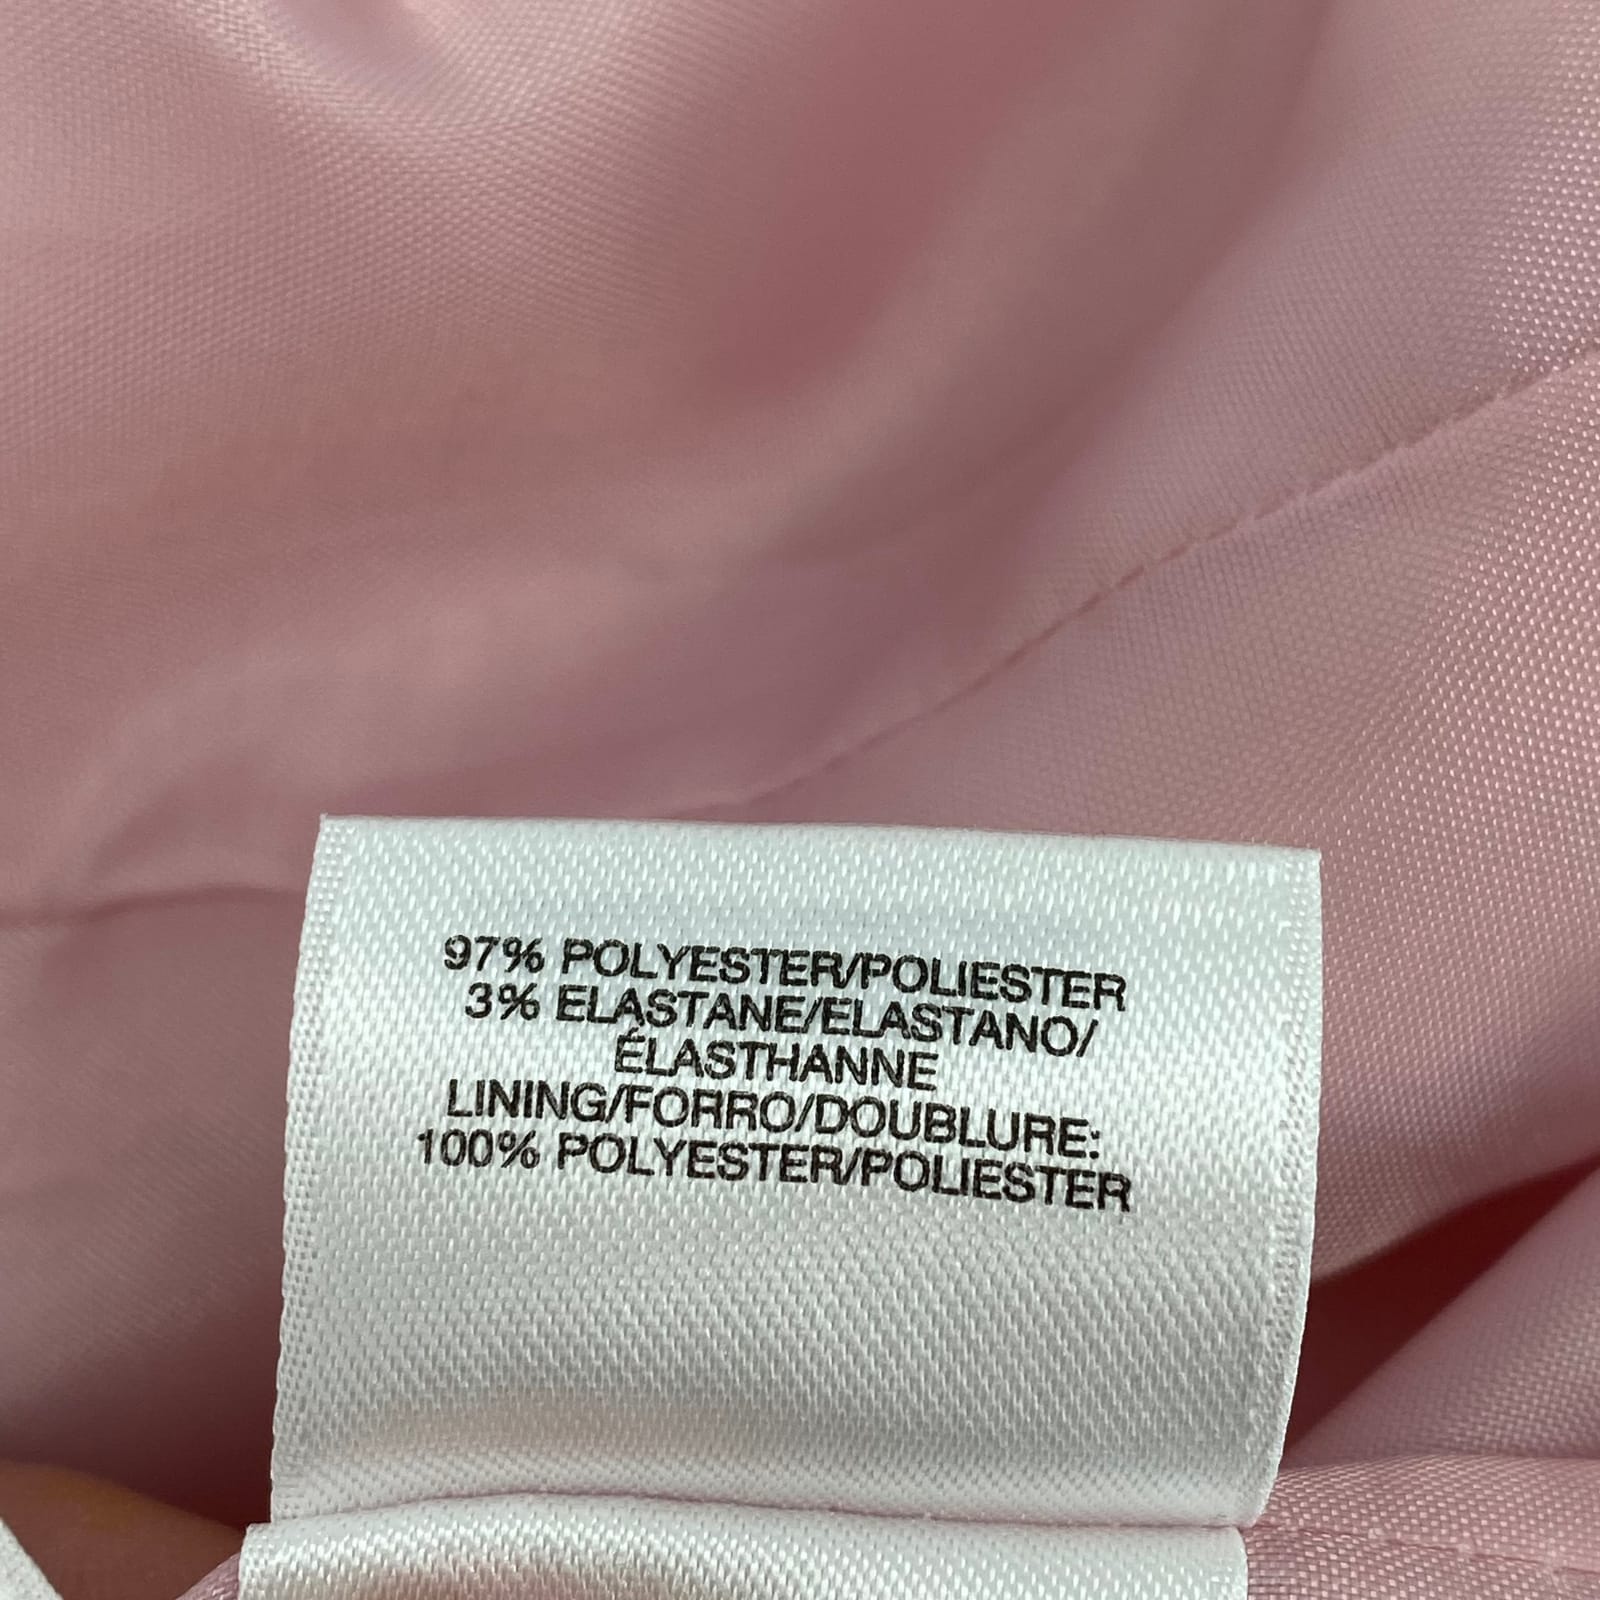 97% POLYESTER/POLIESTER
3% ELASTANE/ELASTANO/
ÉLASTHANNE
LINING/FORRO/DOUBLURE:
100% POLYESTER/POLIESTER